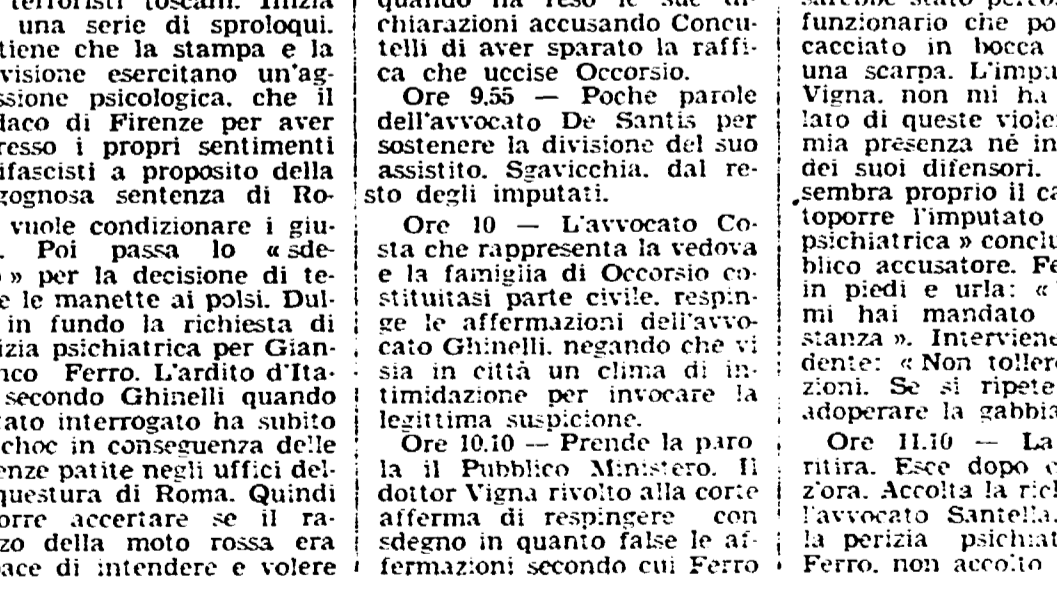 terroristi toscani. Inizia
una serie di sproloqui.
tiene che la stampa e la
visione esercitano un'ag-
ssione psicologica. che il
daco di Firenze per aver
resso i propri sentimenti
ifascisti a proposito della
gognosa sentenza di Ro-
vuole condizionare i giu-
. Poi passa lo «sde-
» per la decisione di te-
e le manette ai polsi. Dul-
in fundo la richiesta di
izia psichiatrica per Gian-
nco Ferro. L'ardito d'Ita-
secondo Ghinelli quando
tato interrogato ha subito
choc in conseguenza delle
enze patite negli uffici del-
questura di Roma. Quindi
orre accertare se il ra-
zo della moto rossa era
pace di intendere e volere
quando ha reso le sue di-
chiarazioni accusando Concu-
telli di aver sparato la raffi-
ca che uccise Occorsio.
Ore 9.55 — Poche parole
dell'avvocato De Santis per
sostenere la divisione del suo
assistito. Sgavicchia. dal re-
sto degli imputati.
Ore 10 — L'avvocato Co-
sta che rappresenta la vedova
e la famiglia di Occorsio co-
stituitasi parte civile. respin-
ge le affermazioni dell'avvo-
cato Ghinelli. negando che vi
sia in città un clima di in-
timidazione per invocare la
legittima suspicione.
Ore 10.10 — Prende la paro
la il Pubblico Ministero. Il
dottor Vigna rivolto alla corte
afferma di respingere con
sdegno in quanto false le af-
fermazioni secondo cui Ferro
funzionario che po
cacciato in bocca
una scarpa. L'impu
Vigna. non mi ha
lato di queste viole
mia presenza né in
dei suoi difensori.
sembra proprio il ca
toporre l'imputato
psichiatrica » conclu
blico accusatore. Fe
in piedi e urla: «
mi hai mandato
stanza ». Interviene
dente: « Non toller
zioni. Se si ripete
adoperare la gabbia
Ore 11.10 — La
ritira. Esce dopo
z'ora. Accolta la rich
l'avvocato Santella.
la perizia psichiat
Ferro. non accolto